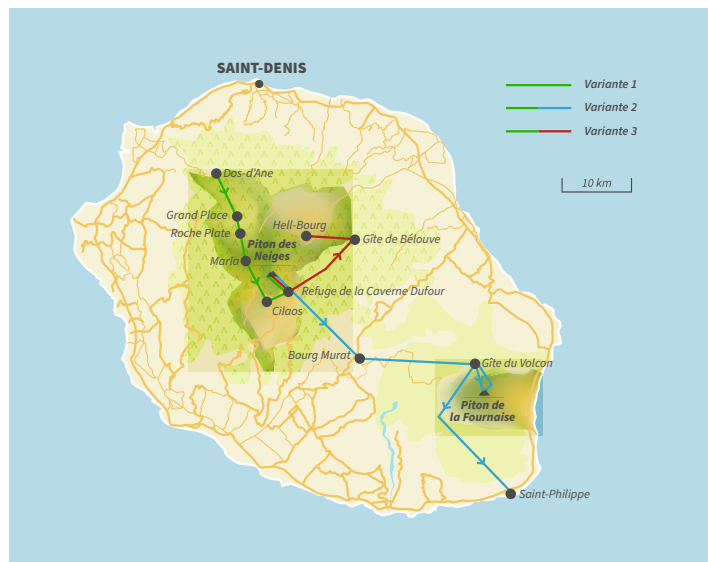 SAINT-DENIS
Variante 1
Variante 2
Variante 3
10 km
Dos-d'Ane
Grand Place
Roche Plate
Hell-Bourg
Gîte de Bélouve
Piton des
Neiges
Marla
Refuge de la Caverne Dufour
Cilaos
Bourg Murat
Gîte du Volcon
Piton de
la Fournaise
Saint-Philippe